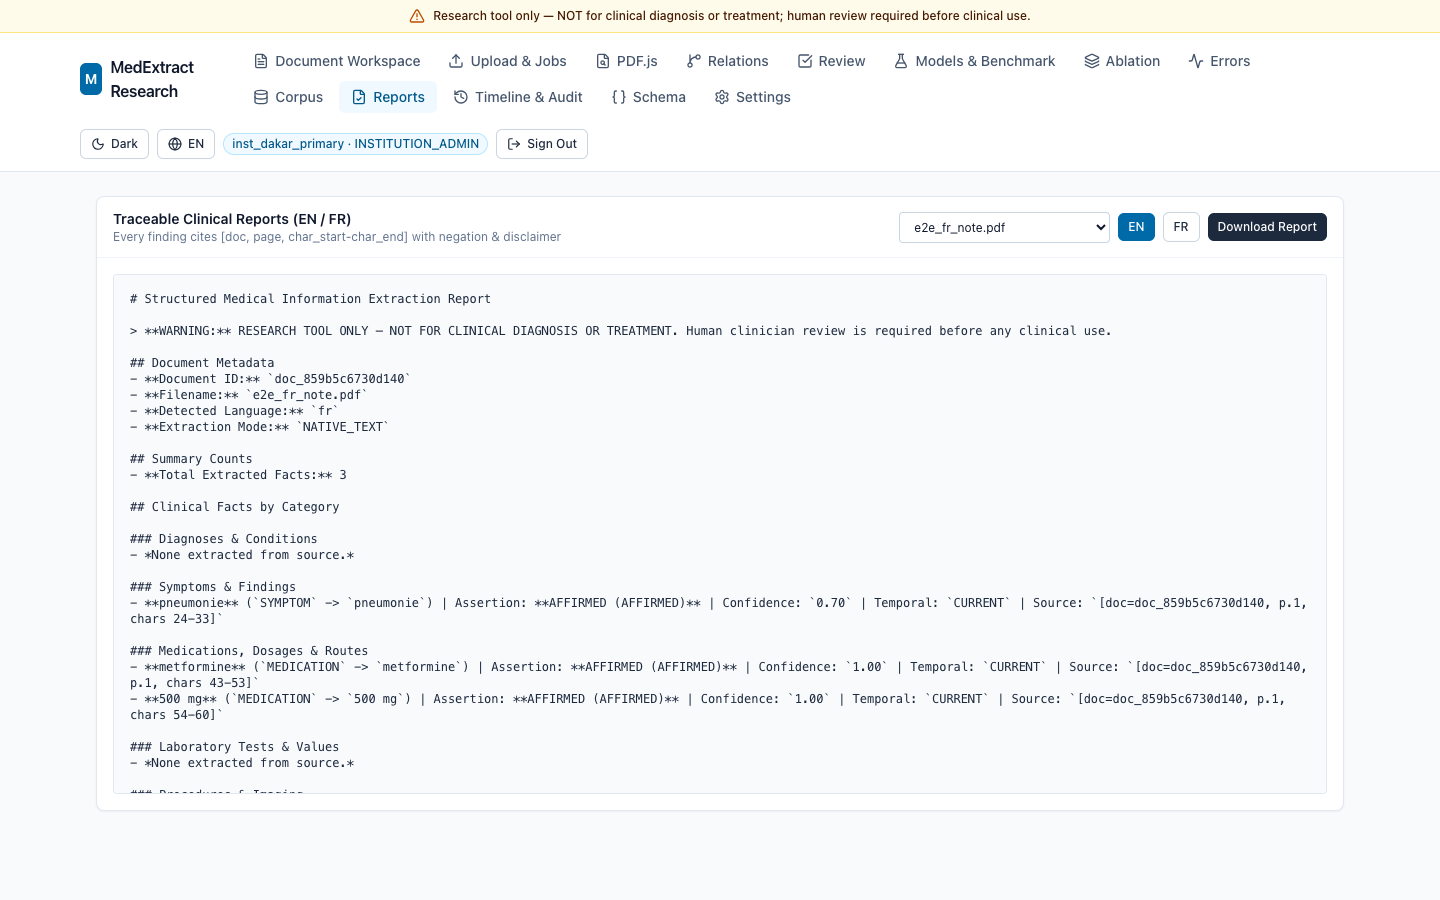 Research tool only — NOT for clinical diagnosis or treatment; human review required before clinical use.
M
MedExtract
Research
Document Workspace
Upload & Jobs
PDF.js
Relations
Review
Models & Benchmark
Ablation
Errors
Corpus
Reports
Timeline & Audit
Schema
Settings
Dark
EN
inst_dakar_primary · INSTITUTION_ADMIN
Sign Out
Traceable Clinical Reports (EN / FR)
Every finding cites [doc, page, char_start-char_end] with negation & disclaimer
e2e_fr_note.pdf
EN
FR
Download Report
# Structured Medical Information Extraction Report
> **WARNING:** RESEARCH TOOL ONLY — NOT FOR CLINICAL DIAGNOSIS OR TREATMENT. Human clinician review is required before any clinical use.
## Document Metadata
- **Document ID:** `doc_859b5c6730d140`
- **Filename:** `e2e_fr_note.pdf`
- **Detected Language:** `fr`
- **Extraction Mode:** `NATIVE_TEXT`
## Summary Counts
- **Total Extracted Facts:** 3
## Clinical Facts by Category
### Diagnoses & Conditions
- *None extracted from source.*
### Symptoms & Findings
- **pneumonie** (`SYMPTOM` -> `pneumonie`) | Assertion: **AFFIRMED (AFFIRMED)** | Confidence: `0.70` | Temporal: `CURRENT` | Source: `[doc=doc_859b5c6730d140, p.1,
chars 24-33]`
### Medications, Dosages & Routes
- **metformine** (`MEDICATION` -> `metformine`) | Assertion: **AFFIRMED (AFFIRMED)** | Confidence: `1.00` | Temporal: `CURRENT` | Source: `[doc=doc_859b5c6730d140,
p.1, chars 43-53]`
- **500 mg** (`MEDICATION` -> `500 mg`) | Assertion: **AFFIRMED (AFFIRMED)** | Confidence: `1.00` | Temporal: `CURRENT` | Source: `[doc=doc_859b5c6730d140, p.1,
chars 54-60]`
### Laboratory Tests & Values
- *None extracted from source.*
### Procedures & Imaging